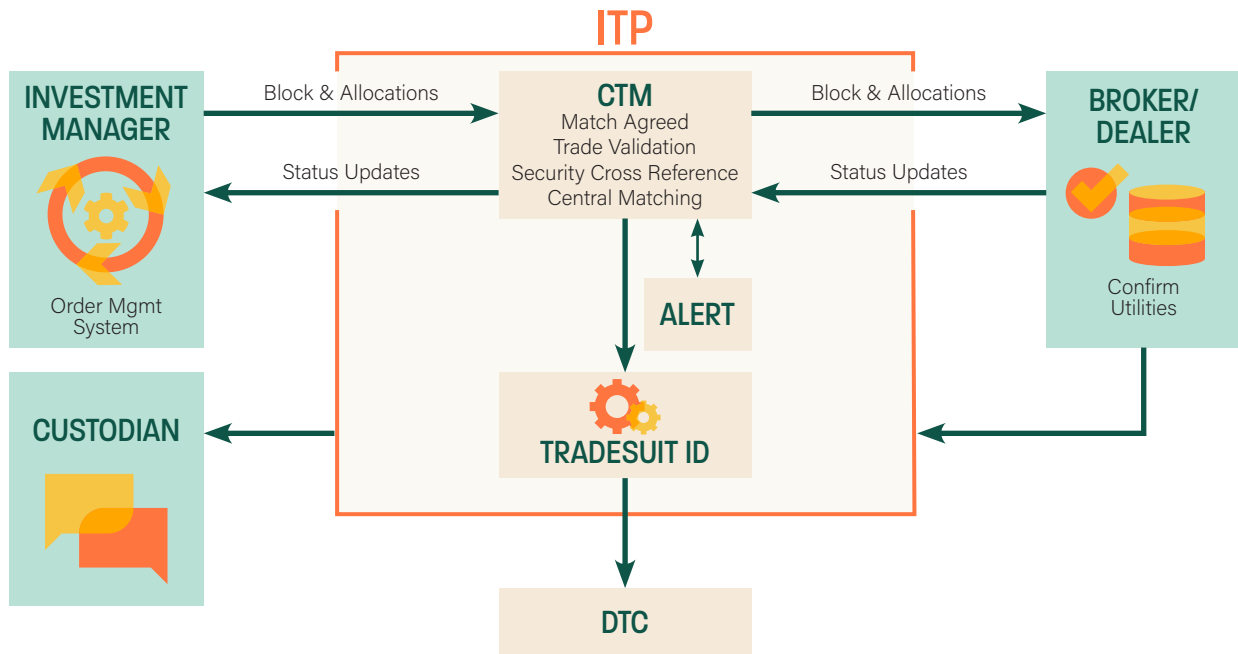 ITP
INVESTMENT
MANAGER
Order Mgmt
System
Block & Allocations
Status Updates
CTM
Match Agreed
Trade Validation
Security Cross Reference
Central Matching
Block & Allocations
Status Updates
BROKER/
DEALER
Confirm
Utilities
ALERT
CUSTODIAN
TRADESUIT ID
DTC